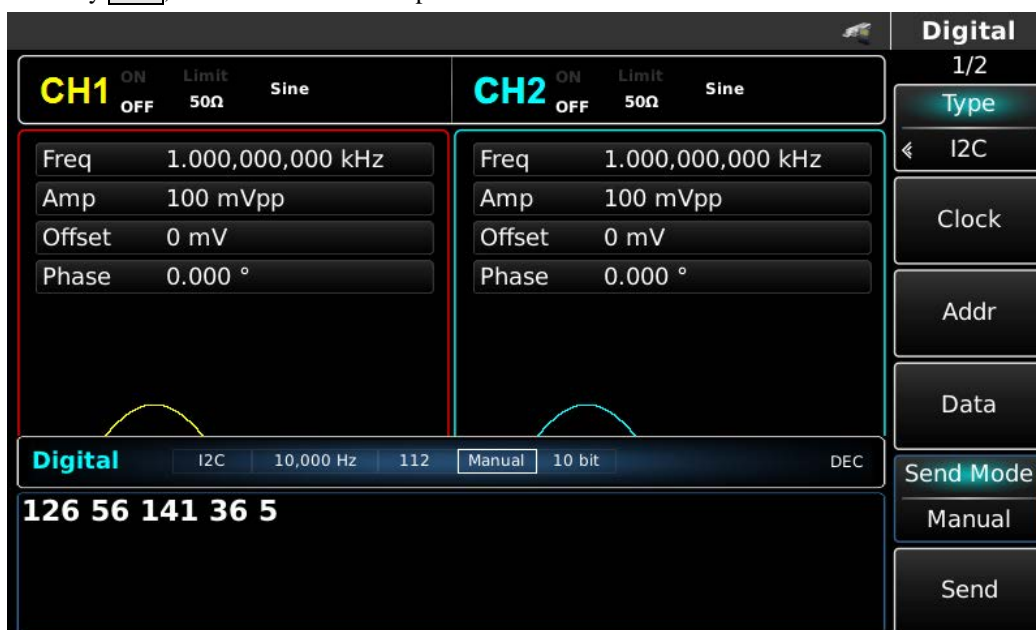 Digital
1/2
CH1 ON OFF Limit 50Ω Sine
CH2 ON OFF Limit 50Ω Sine
Type
I2C
Freq 1.000,000,000 kHz
Amp 100 mVpp
Offset 0 mV
Phase 0.000 °
Freq 1.000,000,000 kHz
Amp 100 mVpp
Offset 0 mV
Phase 0.000 °
Clock
Addr
Data
Digital I2C 10,000 Hz 112 Manual 10 bit DEC
126 56 141 36 5
Send Mode
Manual
Send